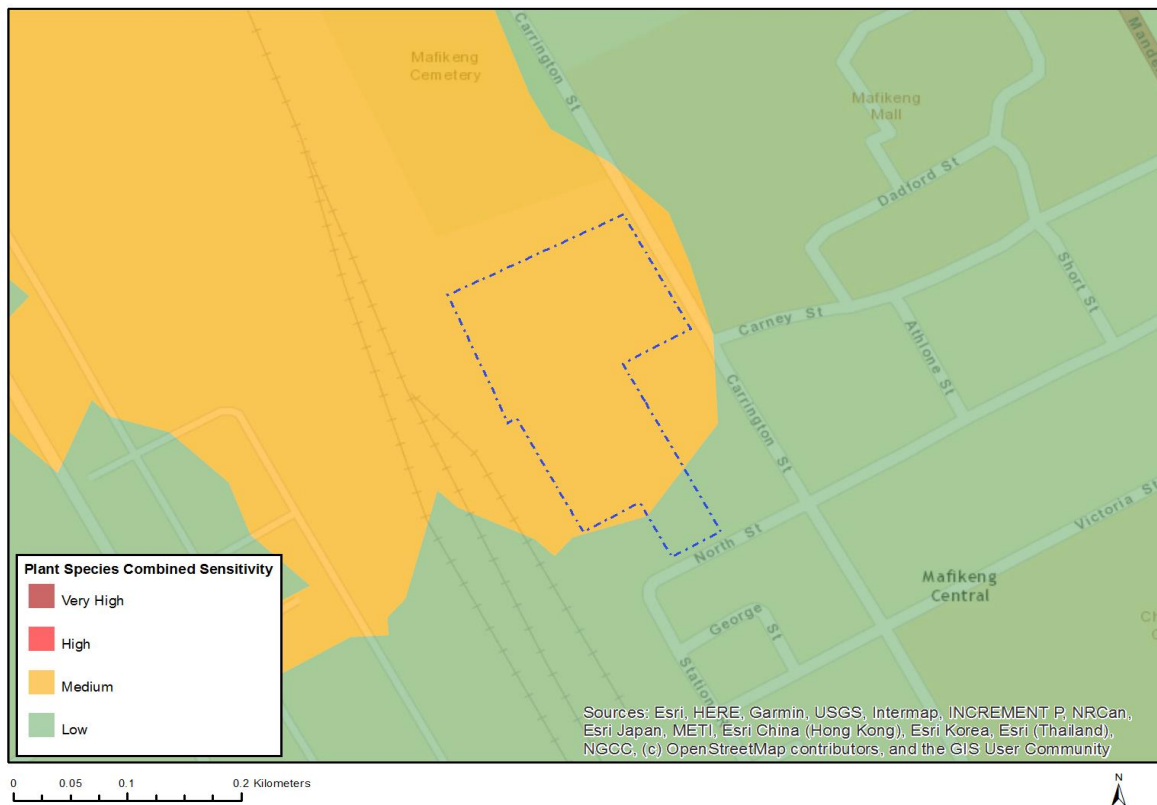 Carrington St
Mafikeng
Cemetery
Mande
Mafikeng
Mall
Dadford St
Short St
Carney St
Athlone St
Carrington St
Victoria St
North St
Mafikeng
Central
George St
Station
Plant Species Combined Sensitivity
Very High
High
Medium
Low
Sources: Esri, HERE, Garmin, USGS, Intermap, INCREMENT P, NRCan,
Esri Japan, METI, Esri China (Hong Kong), Esri Korea, Esri (Thailand),
NGCC, (c) OpenStreetMap contributors, and the GIS User Community
0 0.05 0.1 0.2 Kilometers
N